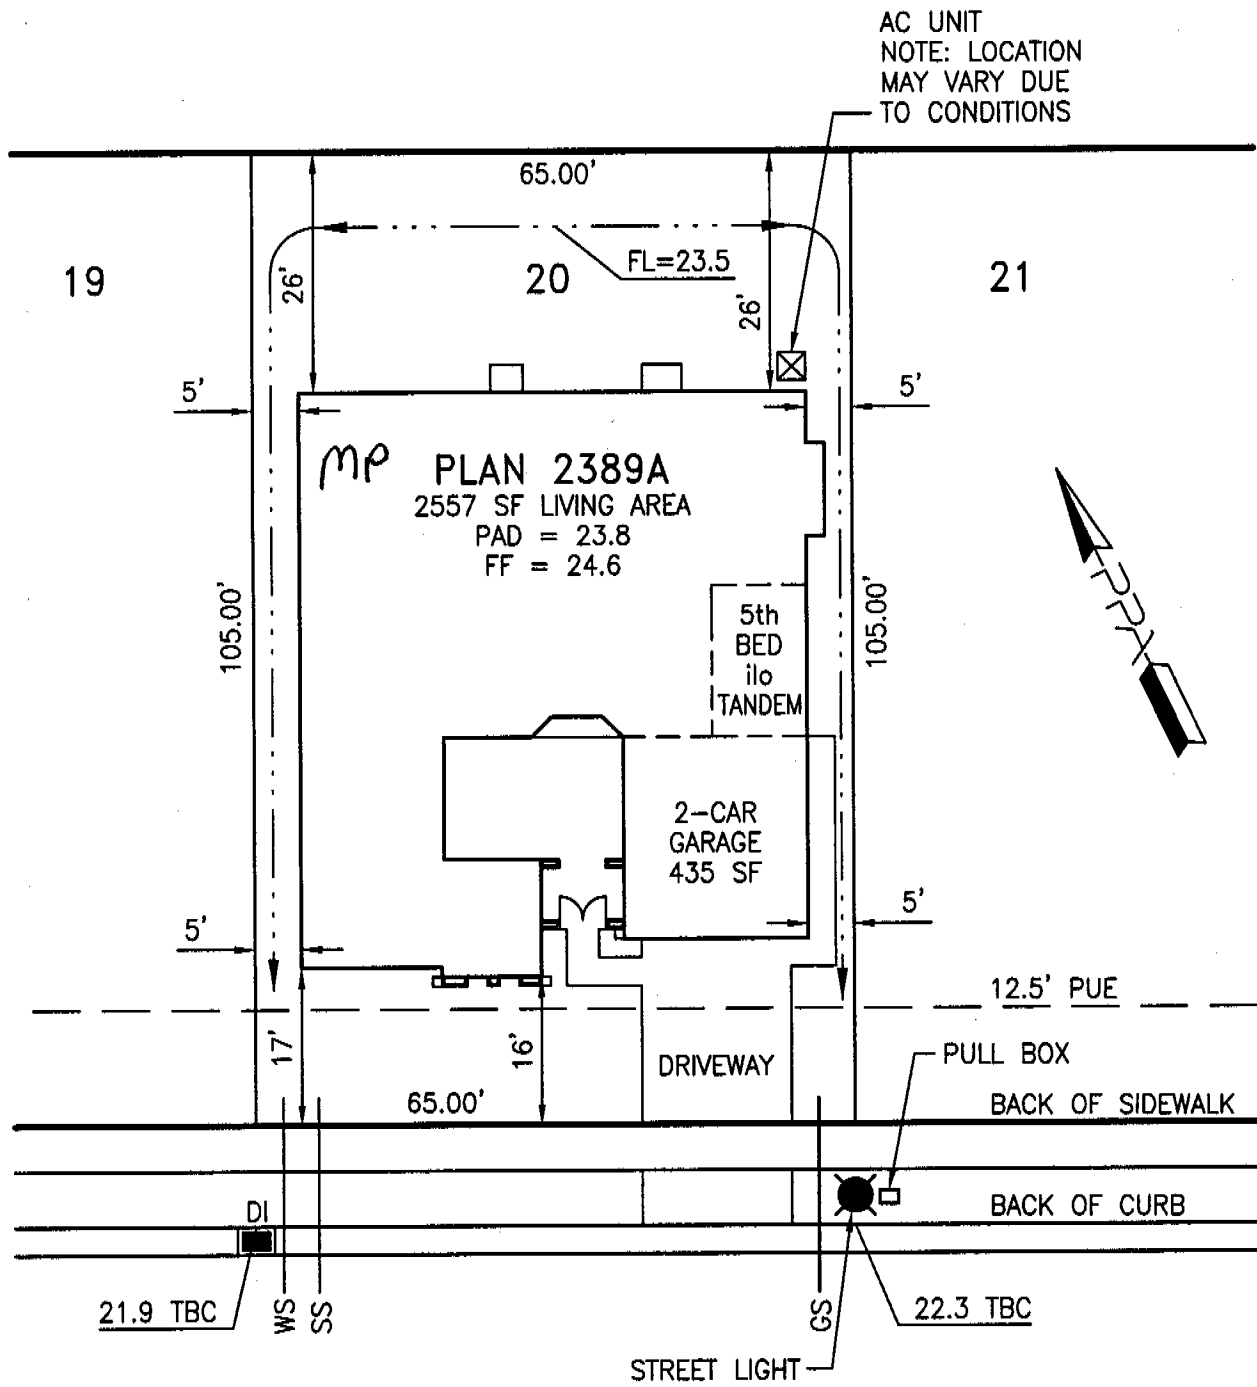 AC UNIT
NOTE: LOCATION
MAY VARY DUE
TO CONDITIONS
65.00'
19
26'
FL=23.5
20
26'
21
5'
5'
MP
PLAN 2389A
2557 SF LIVING AREA
PAD = 23.8
FF = 24.6
105.00'
5th
BED
ilo
TANDEM
105.00'
2-CAR
GARAGE
435 SF
5'
5'
12.5' PUE
17'
16'
DRIVEWAY
PULL BOX
65.00'
BACK OF SIDEWALK
DI
BACK OF CURB
21.9 TBC
WS
SS
GS
22.3 TBC
STREET LIGHT